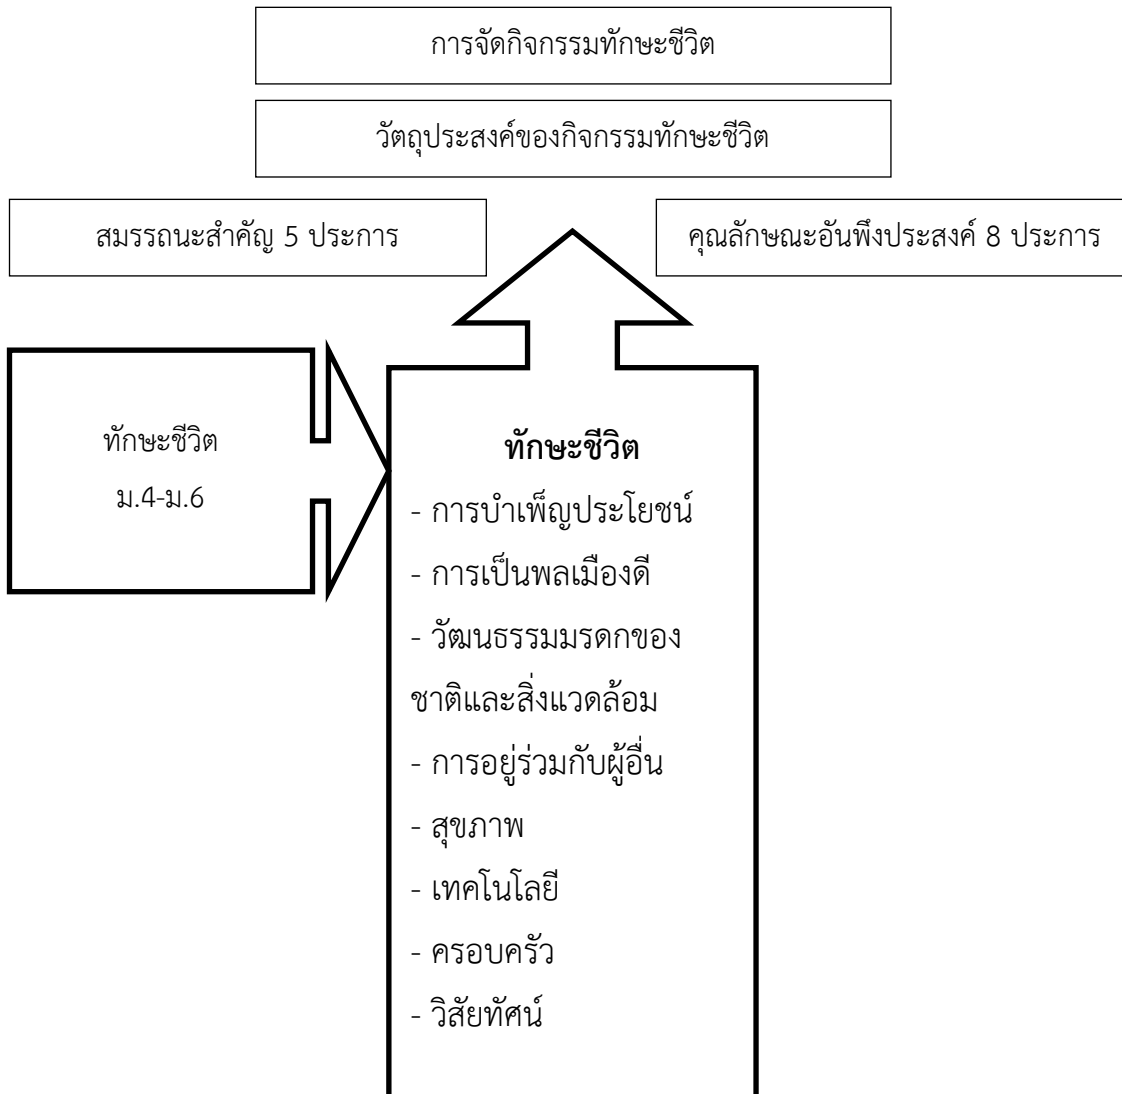 การจัดกิจกรรมทักษะชีวิต
วัตถุประสงค์ของกิจกรรมทักษะชีวิต
สมรรถนะสำคัญ 5 ประการ
คุณลักษณะอันพึงประสงค์ 8 ประการ
ทักษะชีวิต
ม.4-ม.6
ทักษะชีวิต
- การบำเพ็ญประโยชน์
- การเป็นพลเมืองดี
- วัฒนธรรมมรดกของ
ชาติและสิ่งแวดล้อม
- การอยู่ร่วมกับผู้อื่น
- สุขภาพ
- เทคโนโลยี
- ครอบครัว
- วิสัยทัศน์